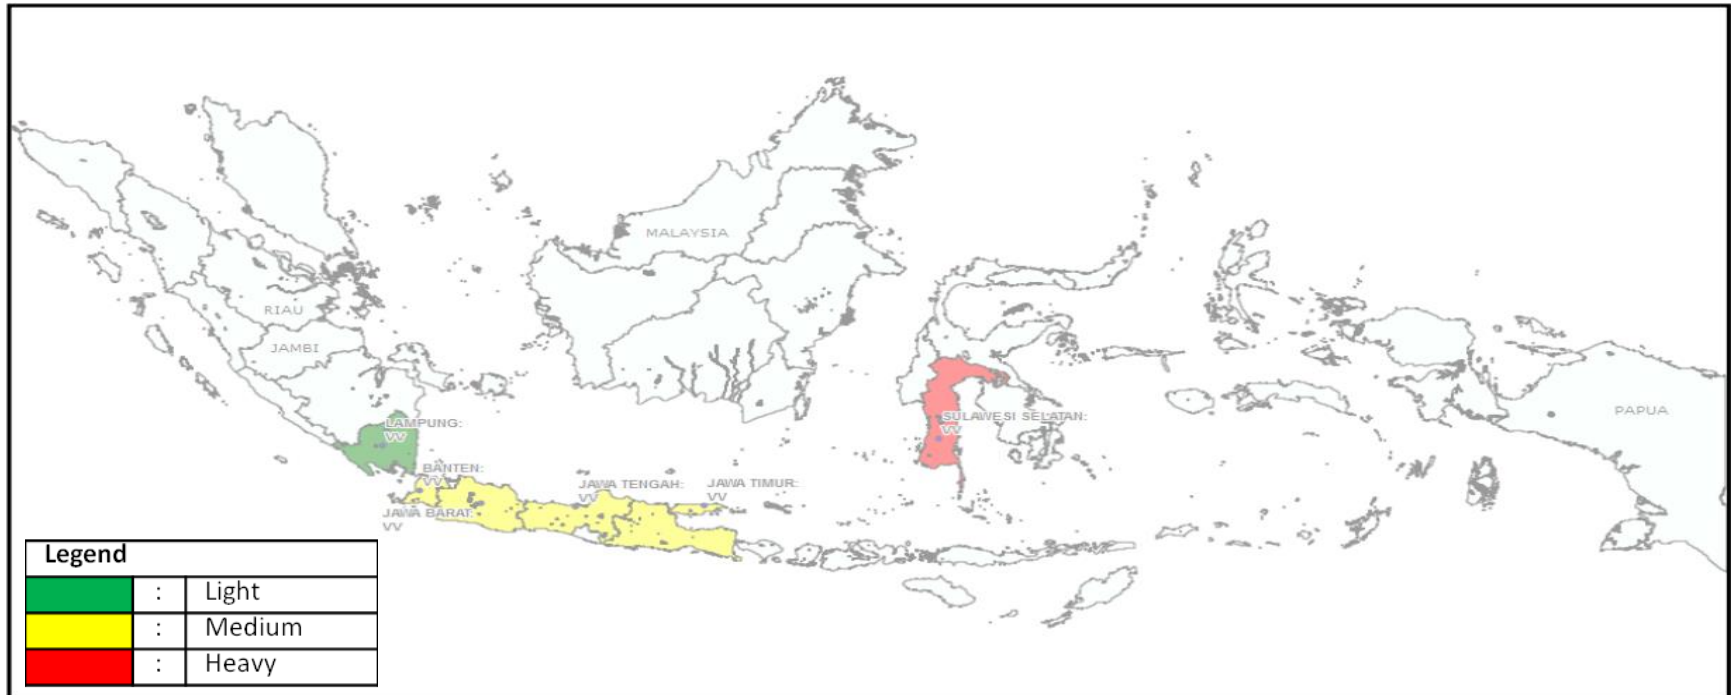 MALAYSIA
RIAU
JAMBI
PAPUA
LAMPUNG:
VV
SULAWESI SELATAN:
VV
BANTEN:
VV
JAWA TENGAH:
VV
JAWA TIMUR:
VV
JAWA BARAT:
VV
Legend
: Light
: Medium
: Heavy